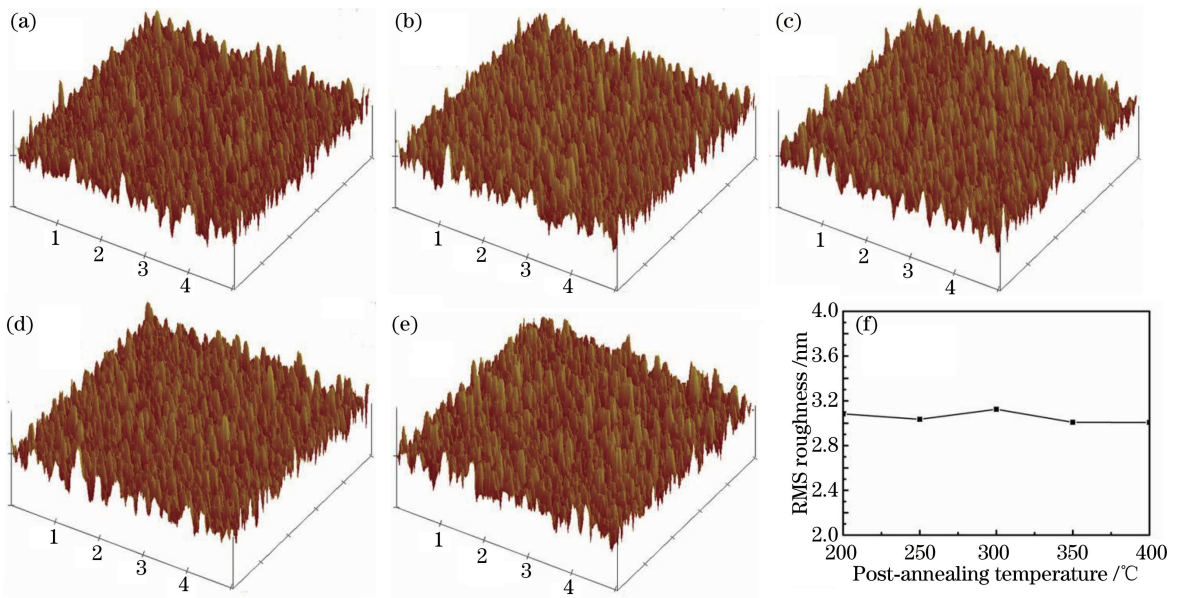 (a)
(b)
(c)
1
2
3
4
1
2
3
4
1
2
3
4
(d)
(e)
1
2
3
4
1
2
3
4
(f)
4.0
3.6
3.2
2.8
2.4
2.0
RMS roughness /nm
200 250 300 350 400
Post-annealing temperature /℃